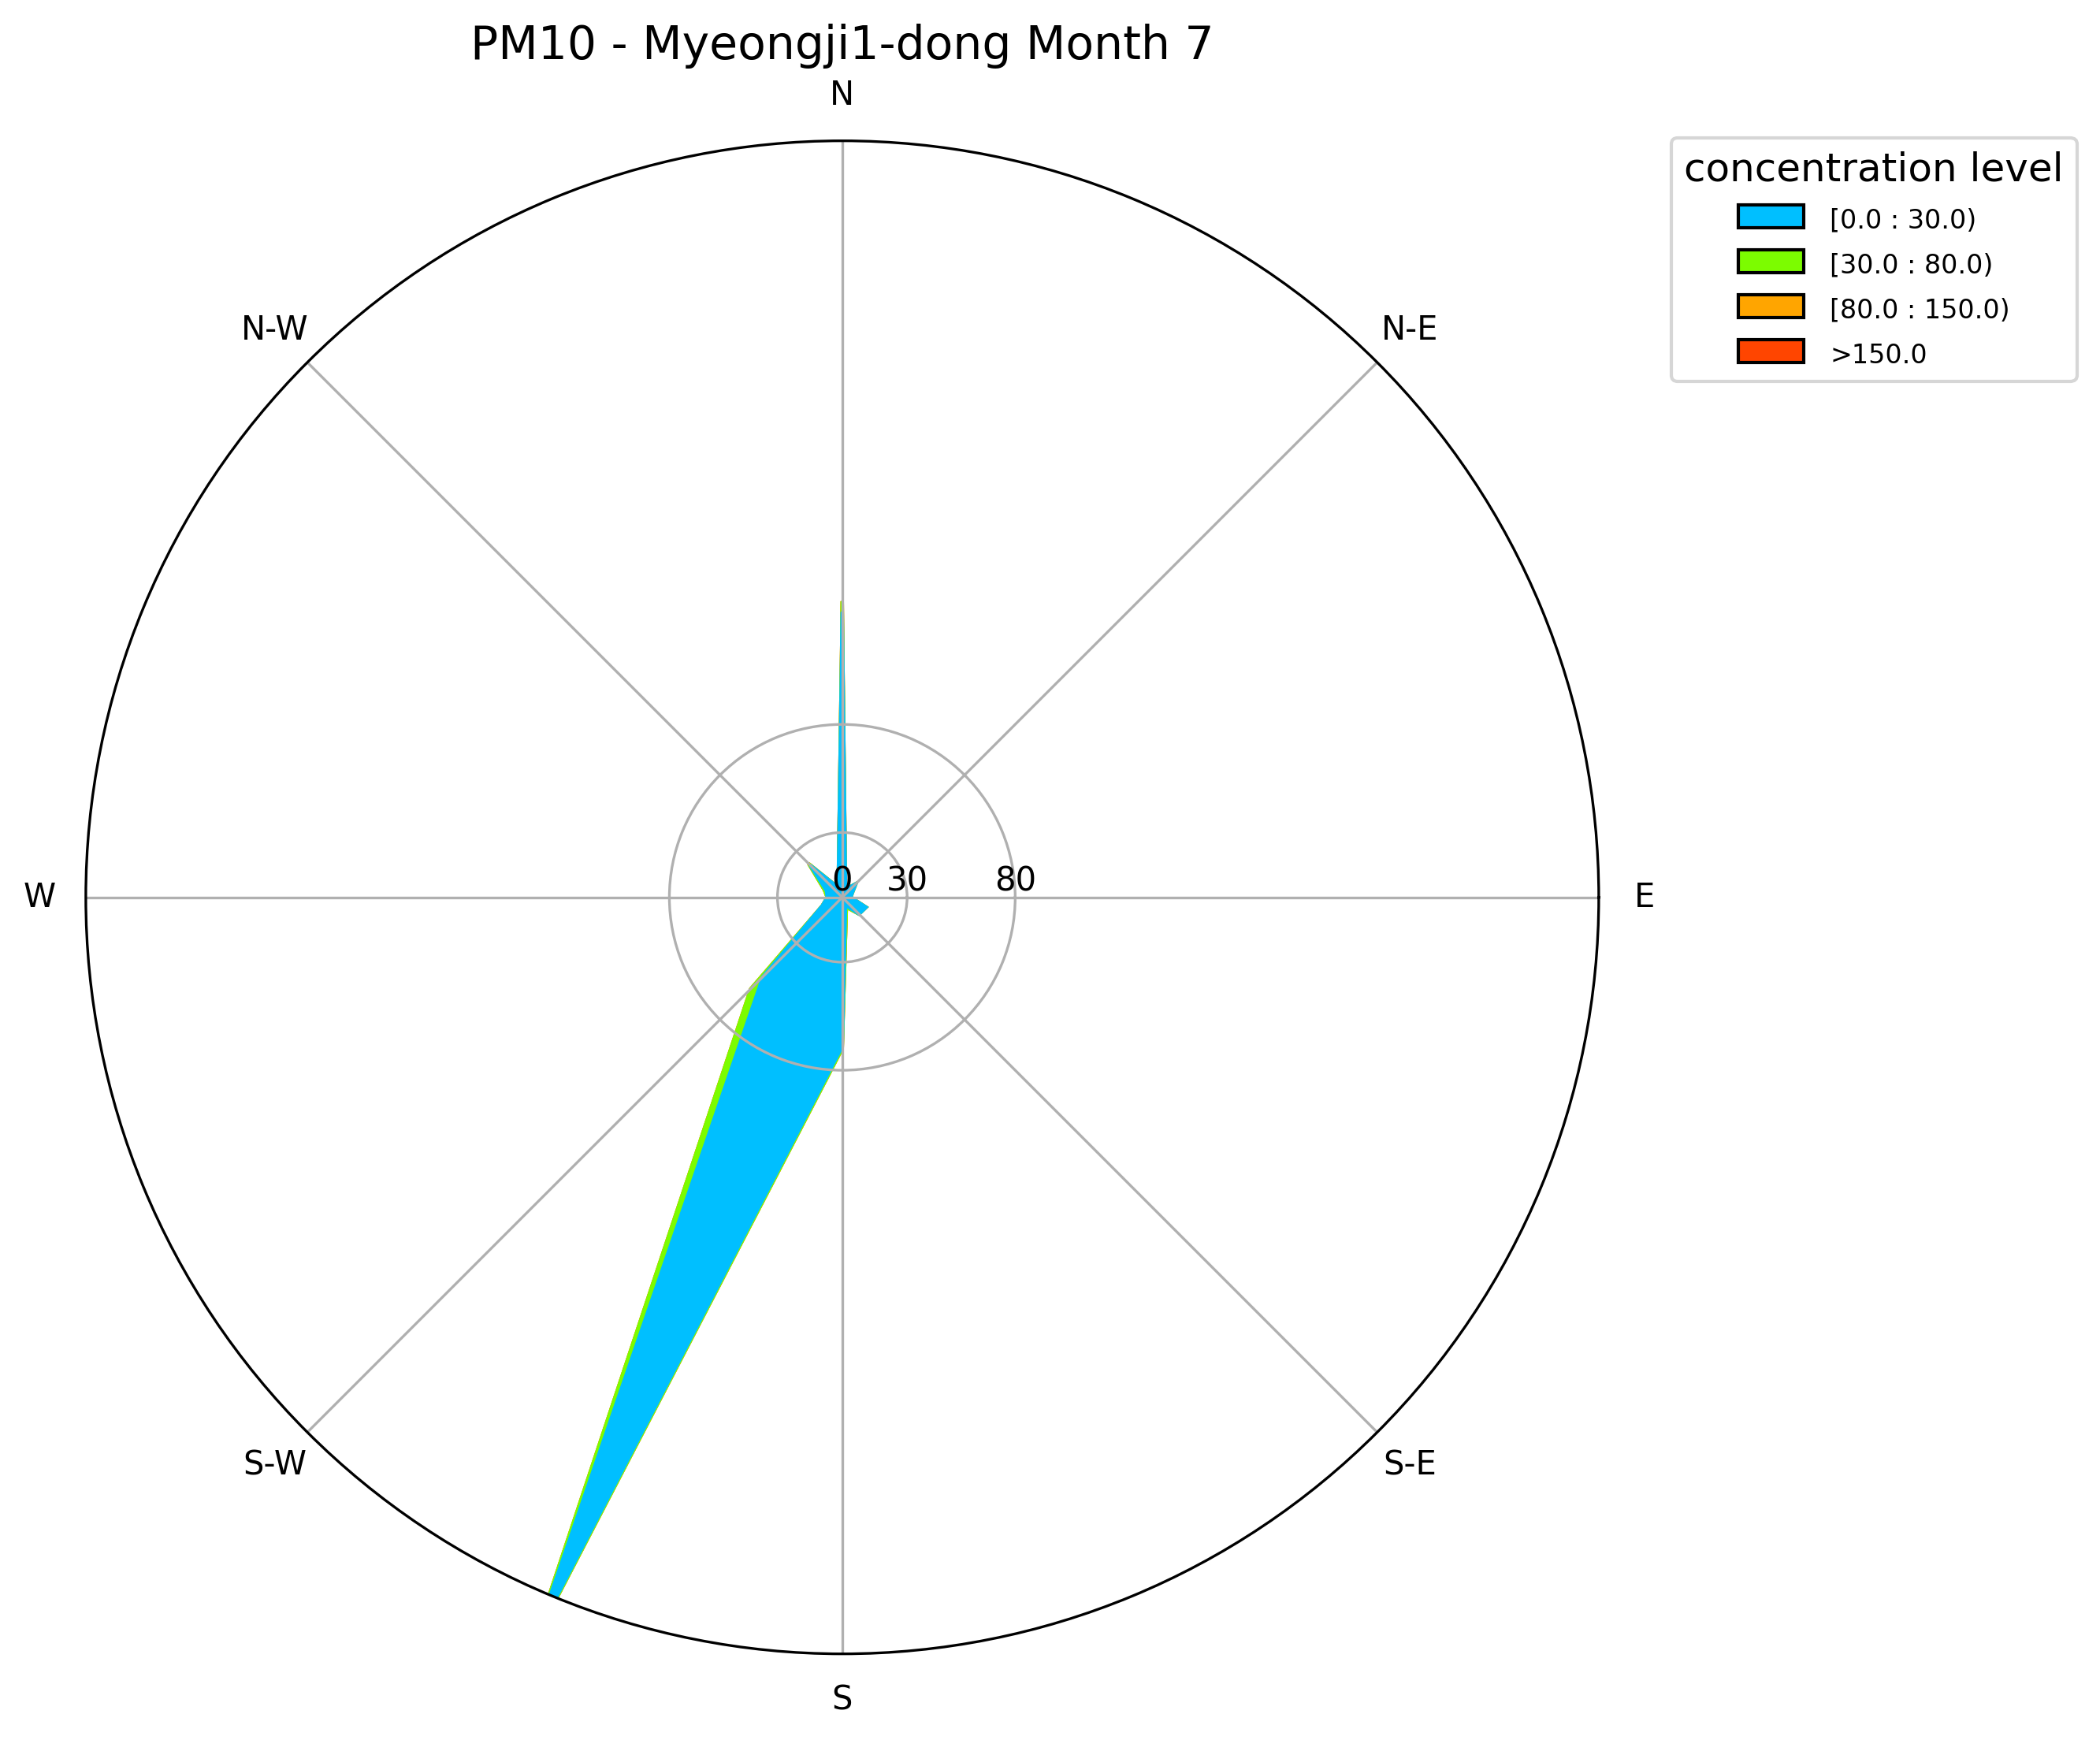 PM10 - Myeongji1-dong Month 7
N
concentration level
[0.0 : 30.0)
[30.0 : 80.0)
[80.0 : 150.0)
>150.0
N-W
N-E
0
30
80
W
E
S-W
S-E
S